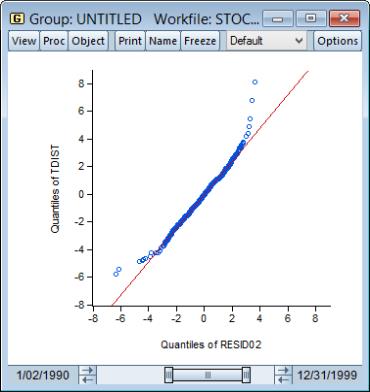 G Group: UNTITLED Workfile: STOC...
View Proc Object Print Name Freeze Default Options
8
6
4
2
0
-2
-4
-6
-8
Quantiles of TDIST
-8 -6 -4 -2 0 2 4 6 8
Quantiles of RESID02
1/02/1990 12/31/1999